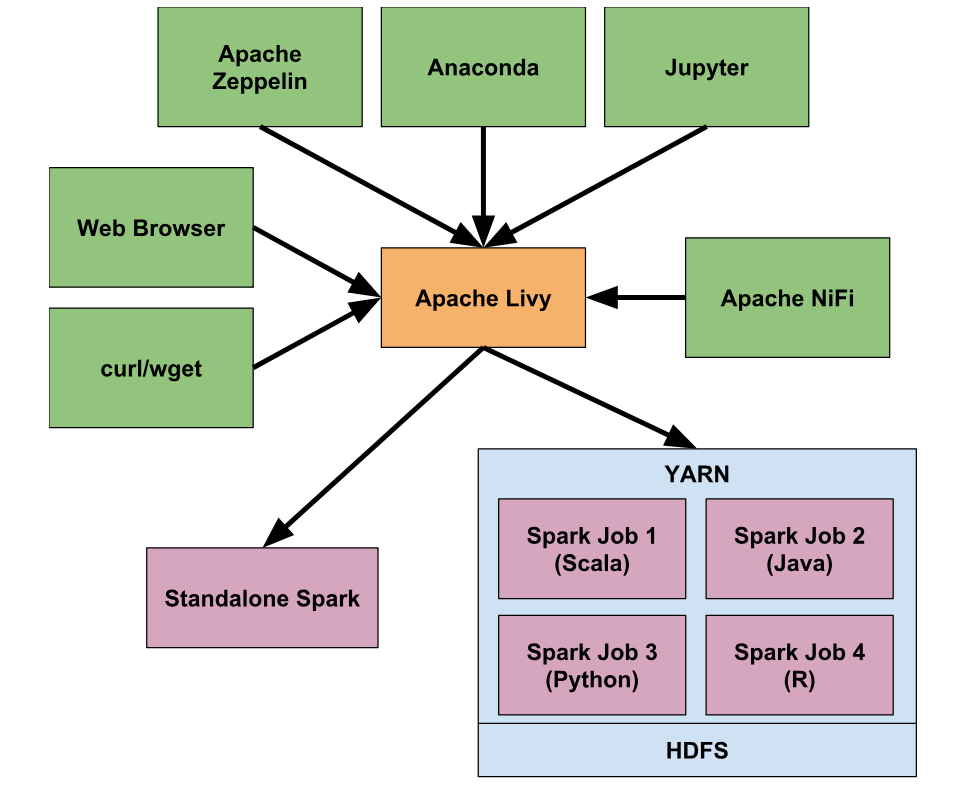 Apache
Zeppelin
Anaconda
Jupyter
Web Browser
Apache Livy
Apache NiFi
curl/wget
YARN
Spark Job 1
(Scala)
Spark Job 2
(Java)
Standalone Spark
Spark Job 3
(Python)
Spark Job 4
(R)
HDFS